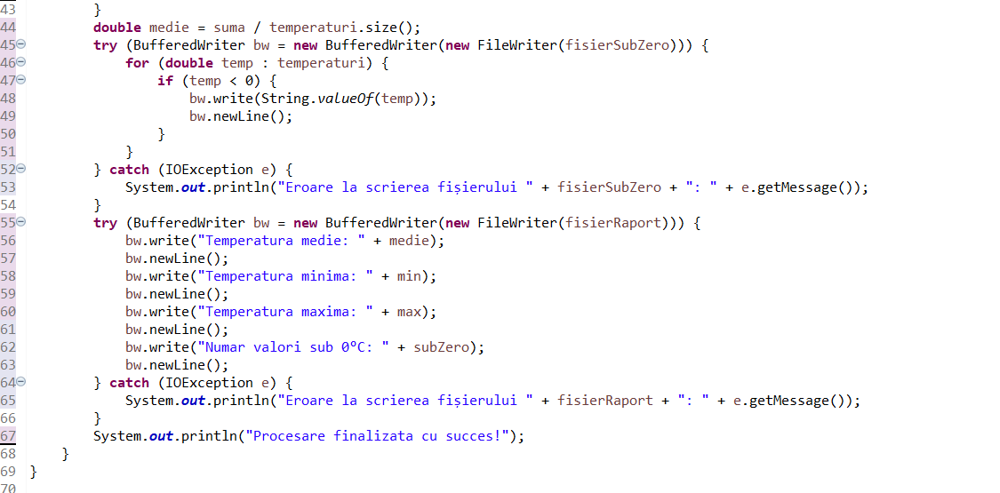 43         }
44         double medie = suma / temperaturi.size();
45         try (BufferedWriter bw = new BufferedWriter(new FileWriter(fisierSubZero))) {
46             for (double temp : temperaturi) {
47                 if (temp < 0) {
48                     bw.write(String.valueOf(temp));
49                     bw.newLine();
50                 }
51             }
52         } catch (IOException e) {
53             System.out.println("Eroare la scrierea fișierului " + fisierSubZero + ": " + e.getMessage());
54         }
55         try (BufferedWriter bw = new BufferedWriter(new FileWriter(fisierRaport))) {
56             bw.write("Temperatura medie: " + medie);
57             bw.newLine();
58             bw.write("Temperatura minima: " + min);
59             bw.newLine();
60             bw.write("Temperatura maxima: " + max);
61             bw.newLine();
62             bw.write("Numar valori sub 0°C: " + subZero);
63             bw.newLine();
64         } catch (IOException e) {
65             System.out.println("Eroare la scrierea fișierului " + fisierRaport + ": " + e.getMessage());
66         }
67         System.out.println("Procesare finalizata cu succes!");
68     }
69 }
70